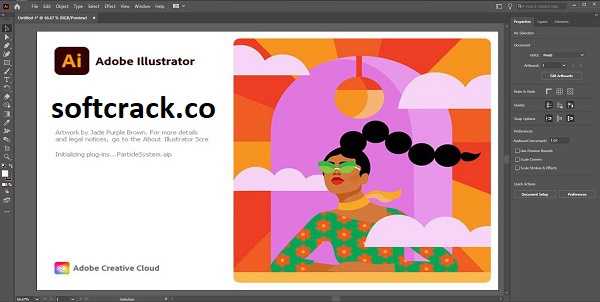 Ai
File Edit Object Type Select Effect View Window Help
Untitled-1* @ 66.67 % (RGB/Preview) ×
Ai Adobe Illustrator
softcrack.co
Artwork by Jade Purple Brown. For more details
and legal notices, go to the About Illustrator Scre
Initializing plug-ins...ParticleSystem.aip
Adobe Creative Cloud
Properties Layers Libraries
No Selection
Document
Units: Pixels
Artboard: 1
Edit Artboards
Ruler & Grids
Guides
Snap Options
Preferences
Keyboard Increment: 1 px
Use Preview Bounds
Scale Corners
Scale Strokes & Effects
Quick Actions
Document Setup Preferences
66.67% 1 Selection